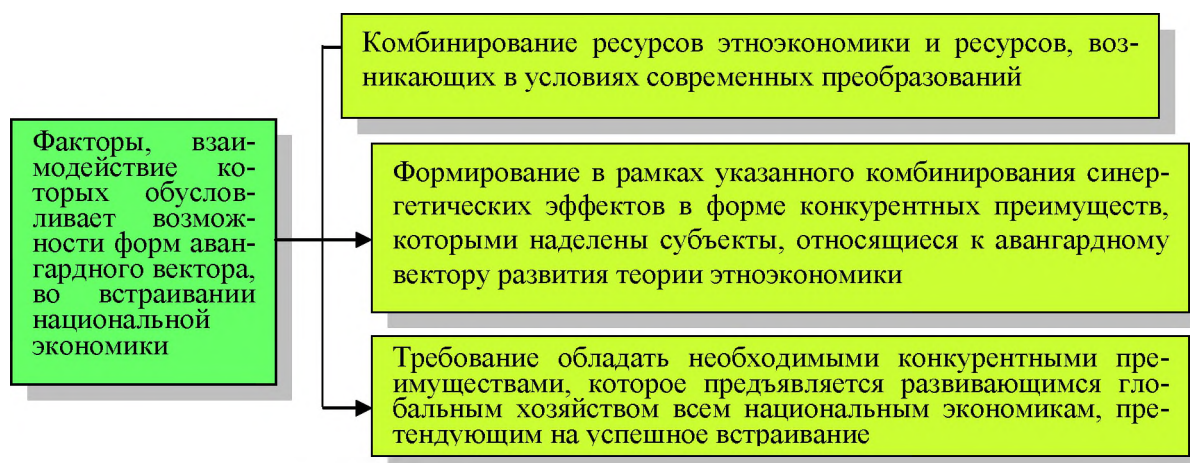 Факторы, взаи-
модействие ко-
торых обуслов-
ливает возмож-
ности форм аван-
гардного вектора,
во встраивании
национальной
экономики
Комбинирование ресурсов этноэкономики и ресурсов, воз-
никающих в условиях современных преобразований
Формирование в рамках указанного комбинирования синер-
гетических эффектов в форме конкурентных преимуществ,
которыми наделены субъекты, относящиеся к авангардному
вектору развития теории этноэкономики
Требование обладать необходимыми конкурентными пре-
имуществами, которое предъявляется развивающимся гло-
бальным хозяйством всем национальным экономикам, пре-
тендующим на успешное встраивание